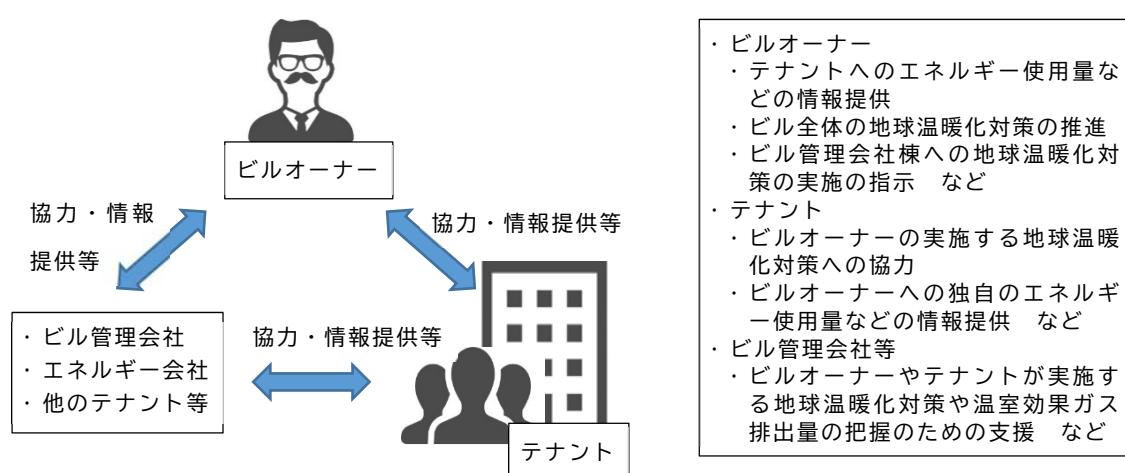 ビルオーナー
協力・情報
提供等
協力・情報提供等
・ビル管理会社
・エネルギー会社
・他のテナント等
協力・情報提供等
テナント
・ビルオーナー
・テナントへのエネルギー使用量な
どの情報提供
・ビル全体の地球温暖化対策の推進
・ビル管理会社棟への地球温暖化対
策の実施の指示 など
・テナント
・ビルオーナーの実施する地球温暖
化対策への協力
・ビルオーナーへの独自のエネルギ
ー使用量などの情報提供 など
・ビル管理会社等
・ビルオーナーやテナントが実施す
る地球温暖化対策や温室効果ガス
排出量の把握のための支援 など